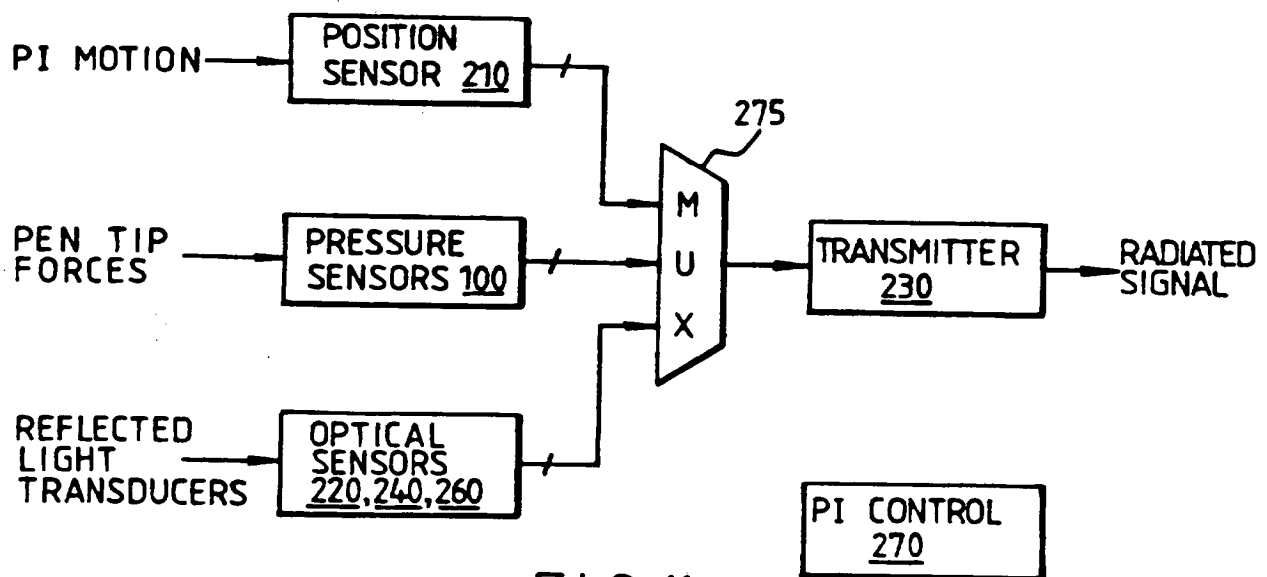 PI MOTION
POSITION
SENSOR 210
275
PEN TIP
FORCES
PRESSURE
SENSORS 100
M
U
X
TRANSMITTER
230
RADIATED
SIGNAL
REFLECTED
LIGHT
TRANSDUCERS
OPTICAL
SENSORS
220, 240, 260
PI CONTROL
270